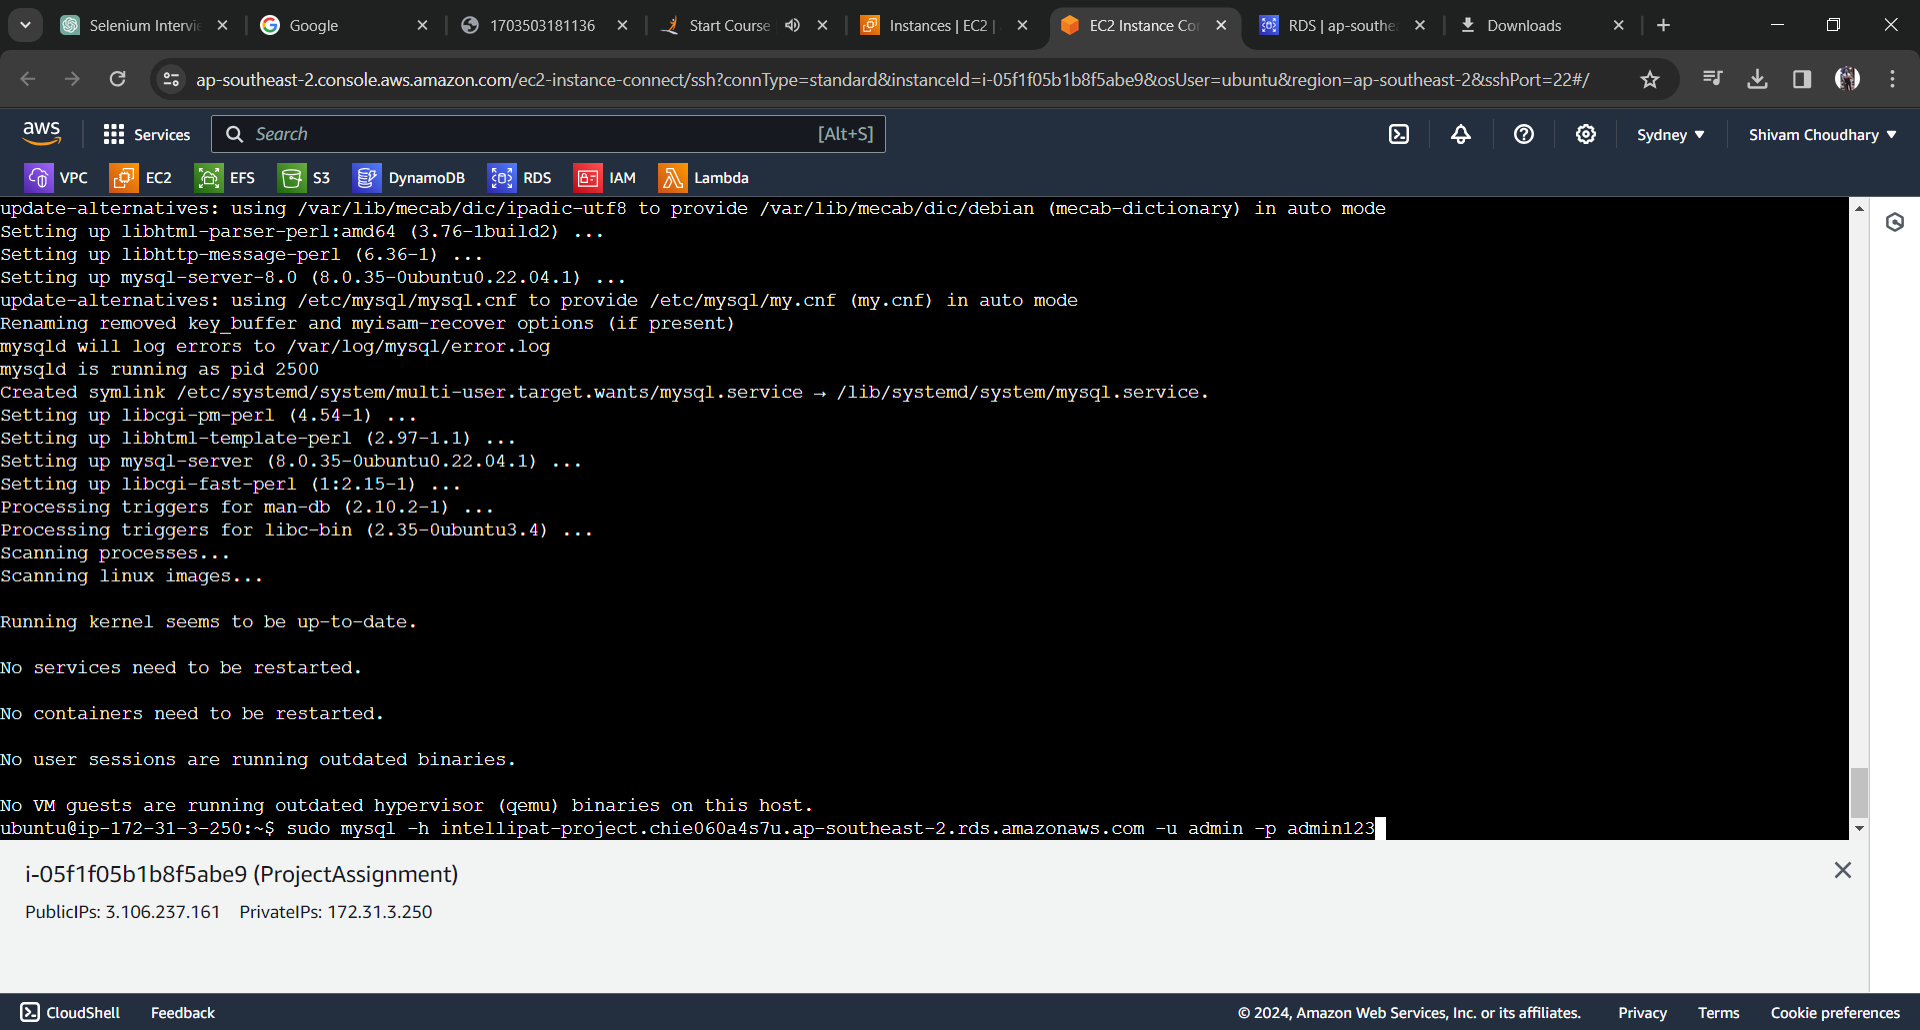 Selenium Intervie
Google
1703503181136
Start Course
Instances | EC2 |
EC2 Instance Co
RDS | ap-southe
Downloads
ap-southeast-2.console.aws.amazon.com/ec2-instance-connect/ssh?connType=standard&instanceId=i-05f1f05b1b8f5abe9&osUser=ubuntu&region=ap-southeast-2&sshPort=22#/
aws
Services
Search
[Alt+S]
Sydney
Shivam Choudhary
VPC
EC2
EFS
S3
DynamoDB
RDS
IAM
Lambda
update-alternatives: using /var/lib/mecab/dic/ipadic-utf8 to provide /var/lib/mecab/dic/debian (mecab-dictionary) in auto mode
Setting up libhtml-parser-perl:amd64 (3.76-1build2) ...
Setting up libhttp-message-perl (6.36-1) ...
Setting up mysql-server-8.0 (8.0.35-0ubuntu0.22.04.1) ...
update-alternatives: using /etc/mysql/mysql.cnf to provide /etc/mysql/my.cnf (my.cnf) in auto mode
Renaming removed key_buffer and myisam-recover options (if present)
mysqld will log errors to /var/log/mysql/error.log
mysqld is running as pid 2500
Created symlink /etc/systemd/system/multi-user.target.wants/mysql.service → /lib/systemd/system/mysql.service.
Setting up libcgi-pm-perl (4.54-1) ...
Setting up libhtml-template-perl (2.97-1.1) ...
Setting up mysql-server (8.0.35-0ubuntu0.22.04.1) ...
Setting up libcgi-fast-perl (1:2.15-1) ...
Processing triggers for man-db (2.10.2-1) ...
Processing triggers for libc-bin (2.35-0ubuntu3.4) ...
Scanning processes...
Scanning linux images...
Running kernel seems to be up-to-date.
No services need to be restarted.
No containers need to be restarted.
No user sessions are running outdated binaries.
No VM guests are running outdated hypervisor (qemu) binaries on this host.
ubuntu@ip-172-31-3-250:~$ sudo mysql -h intellipat-project.chie060a4s7u.ap-southeast-2.rds.amazonaws.com -u admin -p admin123
i-05f1f05b1b8f5abe9 (ProjectAssignment)
PublicIPs: 3.106.237.161 PrivateIPs: 172.31.3.250
CloudShell
Feedback
© 2024, Amazon Web Services, Inc. or its affiliates.
Privacy
Terms
Cookie preferences